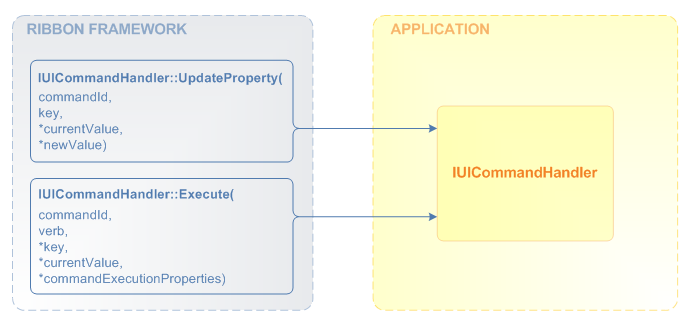 RIBBON FRAMEWORK
IUICommandHandler::UpdateProperty(
commandId,
key,
*currentValue,
*newValue)
IUICommandHandler::Execute(
commandId,
verb,
*key,
*currentValue,
*commandExecutionProperties)
APPLICATION
IUICommandHandler